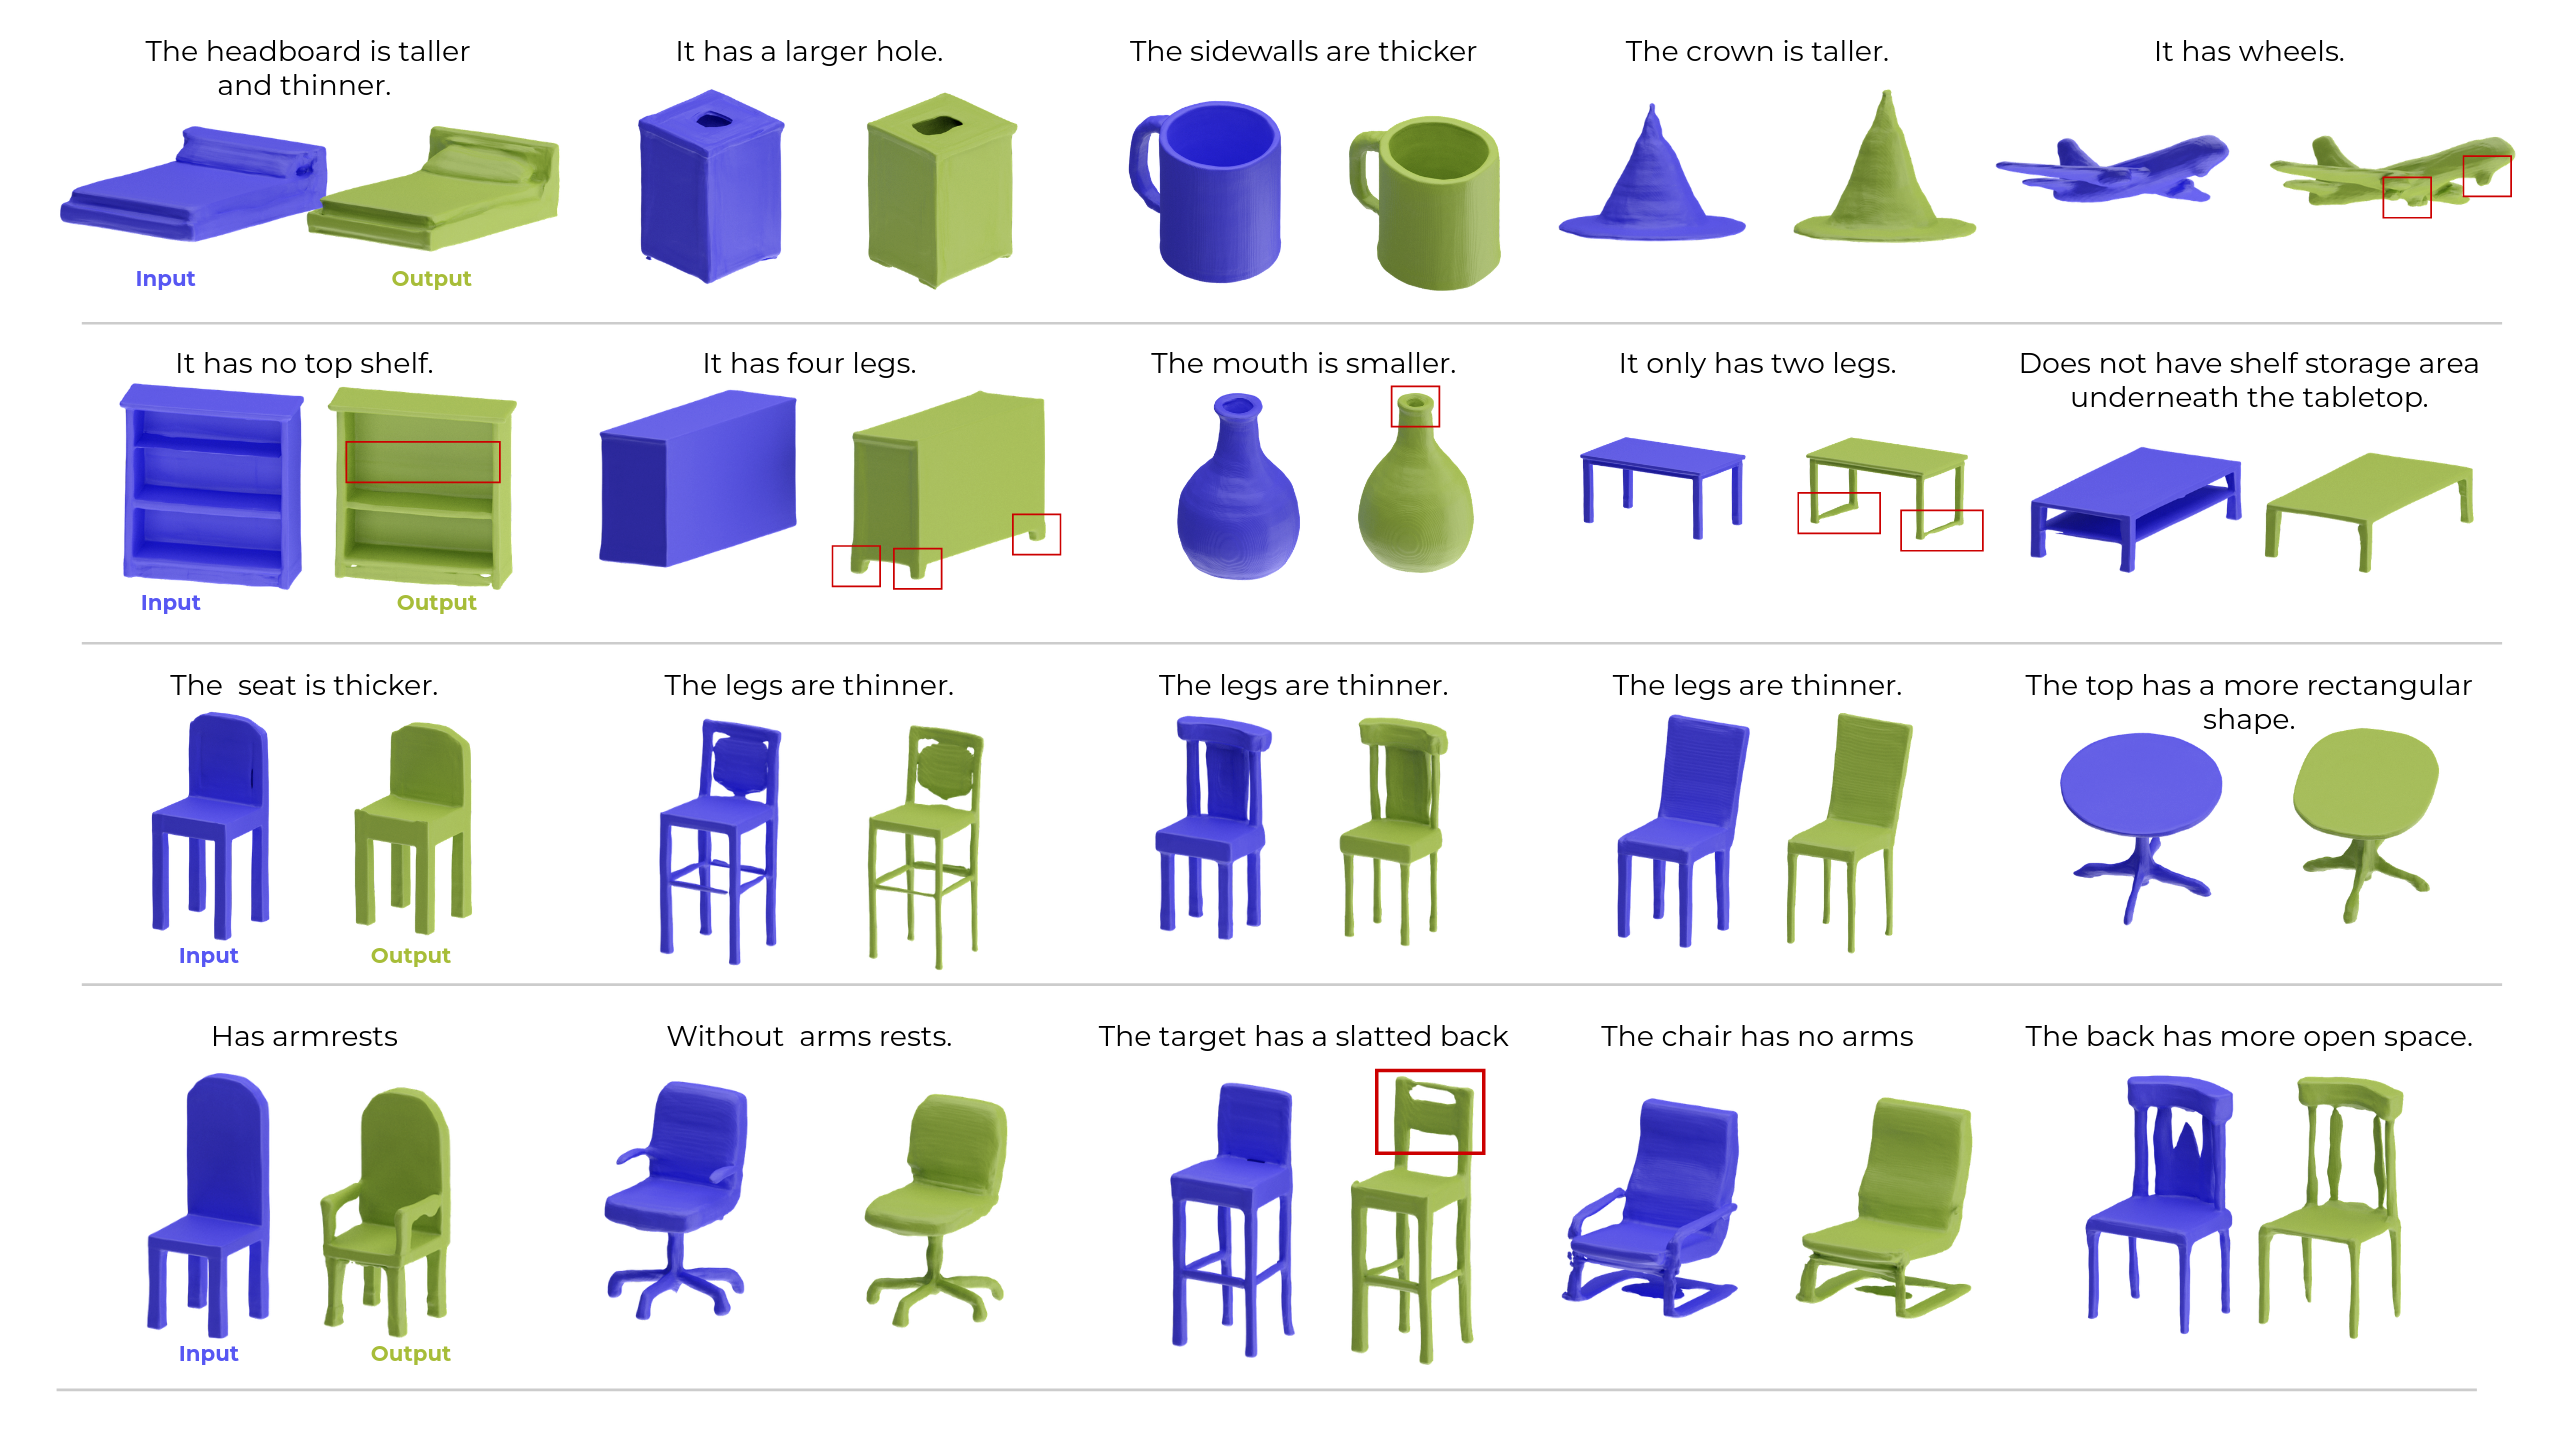 The headboard is taller
and thinner.
It has a larger hole.
The sidewalls are thicker
The crown is taller.
It has wheels.
Input
Output
It has no top shelf.
It has four legs.
The mouth is smaller.
It only has two legs.
Does not have shelf storage area
underneath the tabletop.
Input
Output
The  seat is thicker.
The legs are thinner.
The legs are thinner.
The legs are thinner.
The top has a more rectangular
shape.
Input
Output
Has armrests
Without  arms rests.
The target has a slatted back
The chair has no arms
The back has more open space.
Input
Output